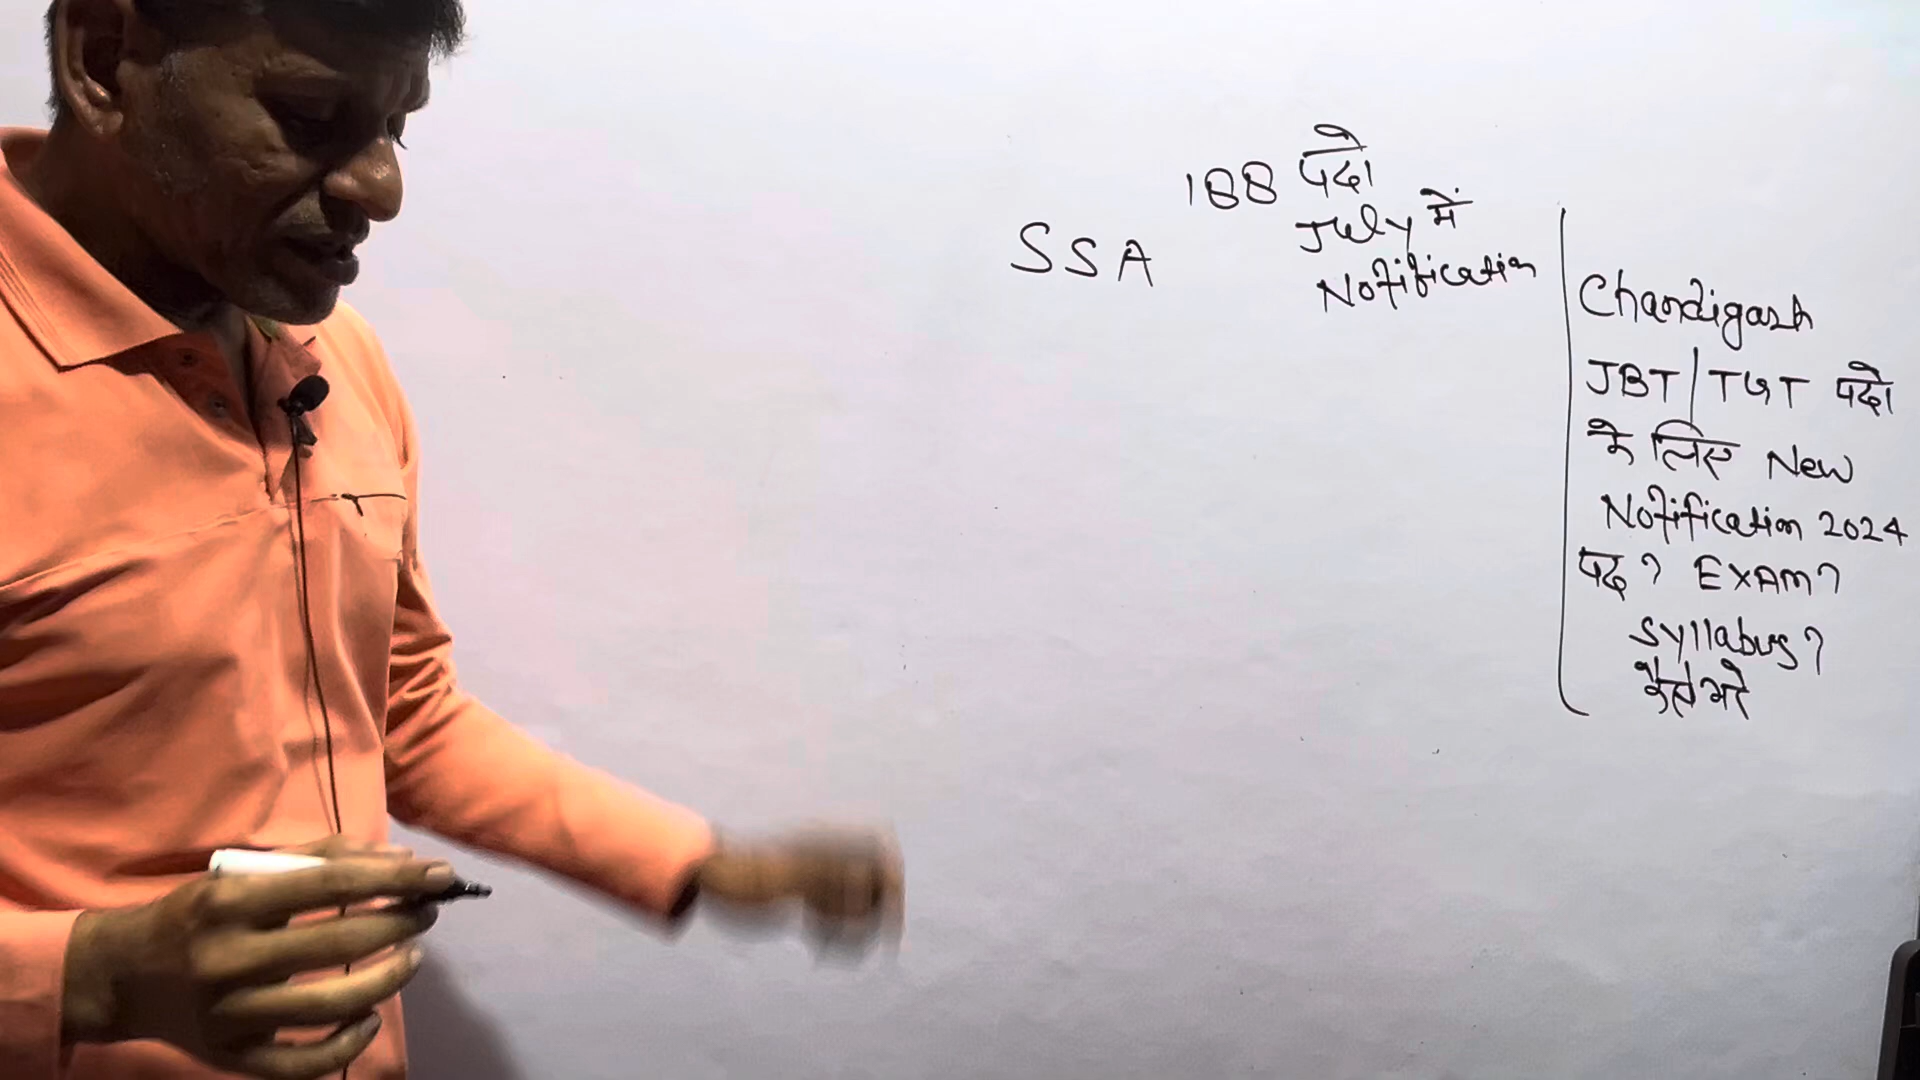 188 पदो
July में
SSA
Notification
Chandigarh
JBT/TGT पदो
के लिए New
Notification 2024
पद? EXAM?
Syllabus?
कैसे भरे